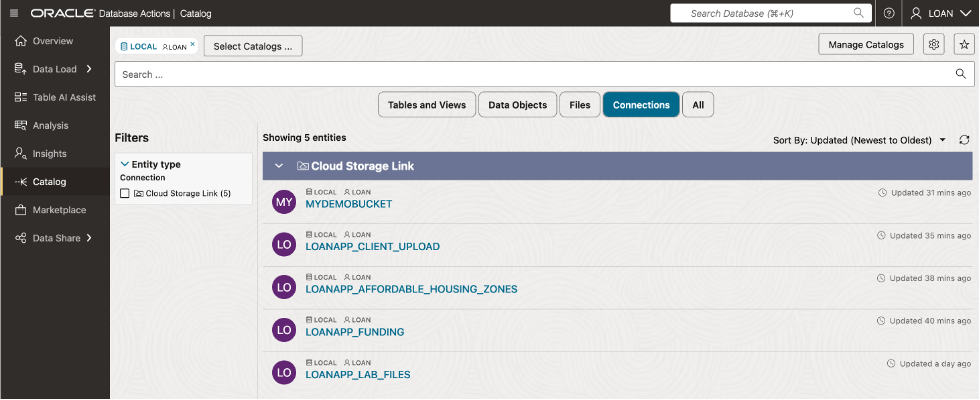 ORACLE Database Actions | Catalog
Search Database (⌘+K)
LOAN
Overview
Data Load
Table AI Assist
Analysis
Insights
Catalog
Marketplace
Data Share
LOCAL LOAN ×
Select Catalogs ...
Manage Catalogs
Search ...
Tables and Views
Data Objects
Files
Connections
All
Filters
Entity type
Connection
Cloud Storage Link (5)
Showing 5 entities
Sort By: Updated (Newest to Oldest)
Cloud Storage Link
MY
LOCAL LOAN
MYDEMOBUCKET
Updated 31 mins ago
LO
LOCAL LOAN
LOANAPP_CLIENT_UPLOAD
Updated 35 mins ago
LO
LOCAL LOAN
LOANAPP_AFFORDABLE_HOUSING_ZONES
Updated 38 mins ago
LO
LOCAL LOAN
LOANAPP_FUNDING
Updated 40 mins ago
LO
LOCAL LOAN
LOANAPP_LAB_FILES
Updated a day ago